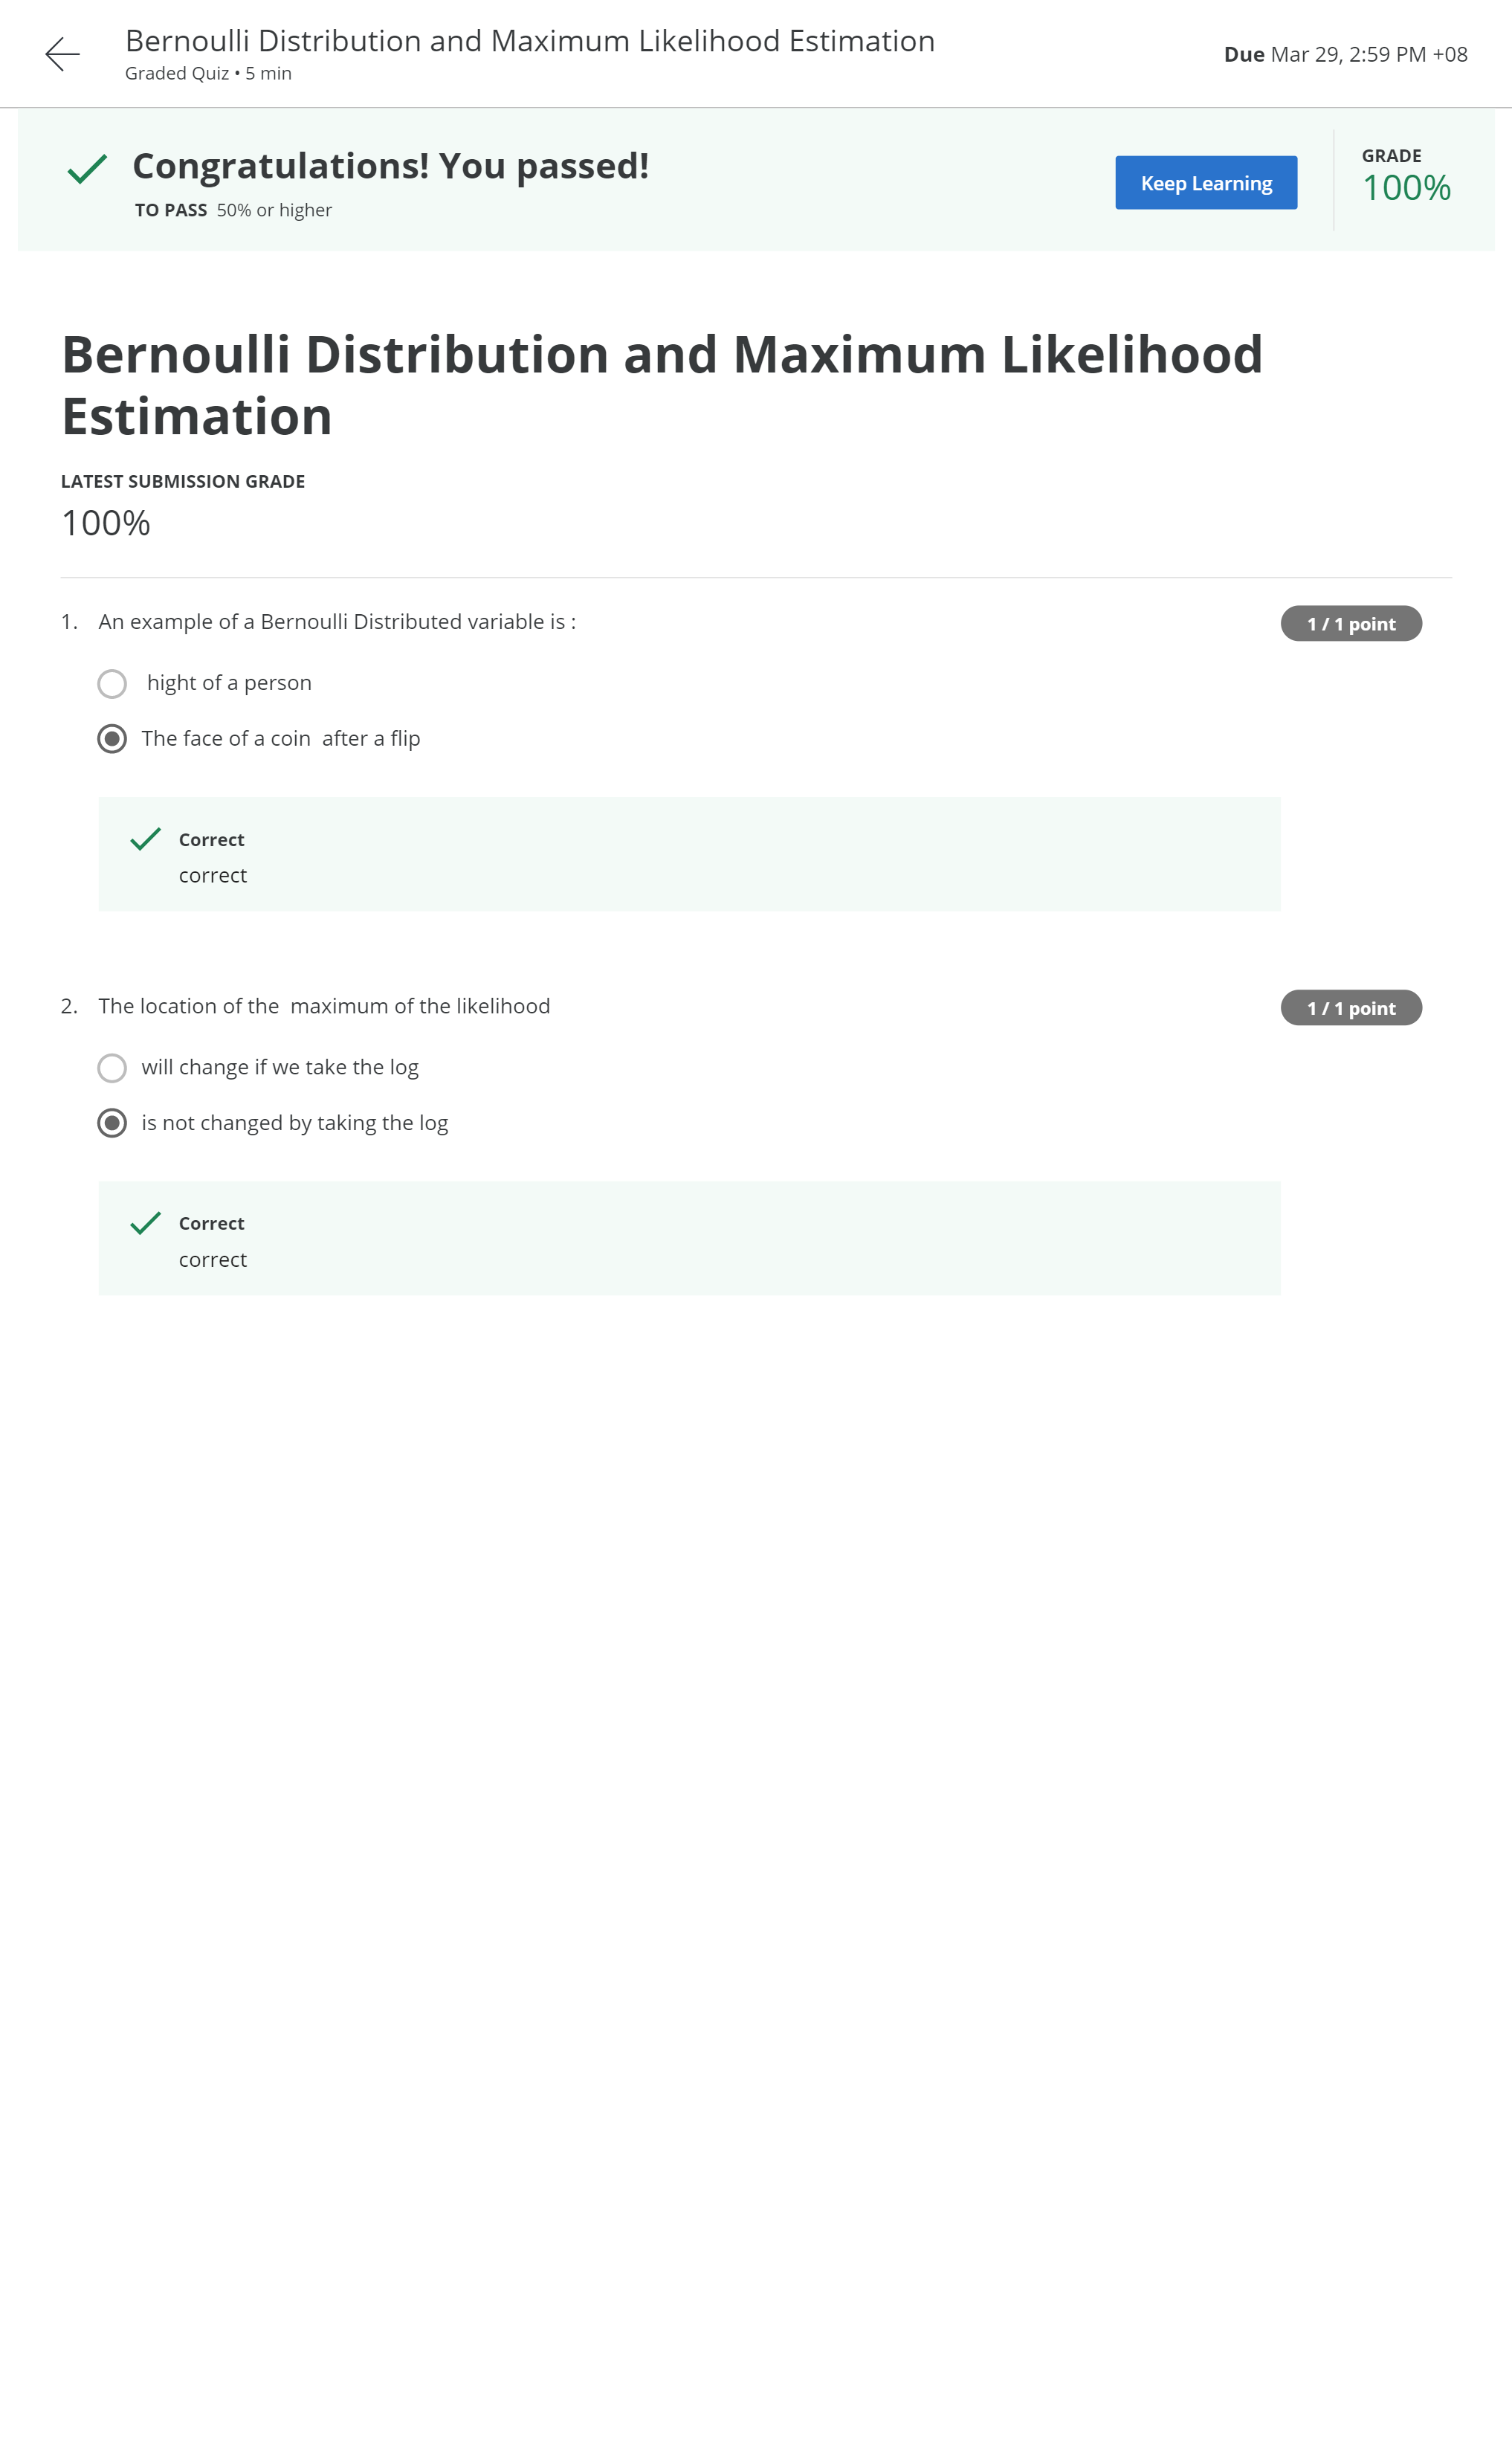 Bernoulli Distribution and Maximum Likelihood Estimation
Graded Quiz • 5 min
Due Mar 29, 2:59 PM +08
Congratulations! You passed!
TO PASS 50% or higher
Keep Learning
GRADE
100%
Bernoulli Distribution and Maximum Likelihood
Estimation
LATEST SUBMISSION GRADE
100%
1. An example of a Bernoulli Distributed variable is :
1 / 1 point
hight of a person
The face of a coin after a flip
Correct
correct
2. The location of the maximum of the likelihood
1 / 1 point
will change if we take the log
is not changed by taking the log
Correct
correct